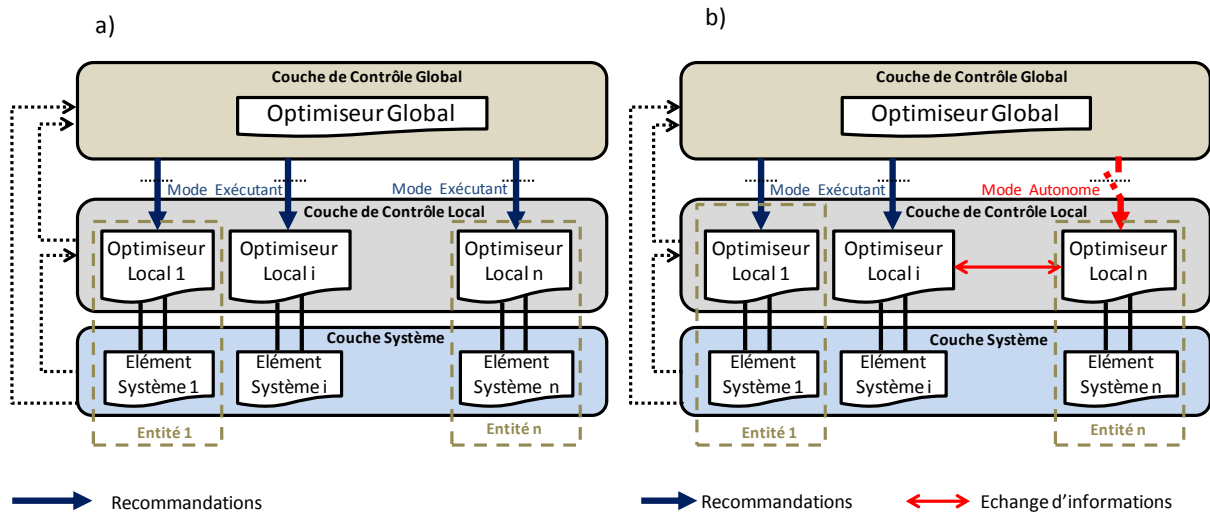 a)
Couche de Contrôle Global
Optimiseur Global
Mode Exécutant
Mode Exécutant
Couche de Contrôle Local
Optimiseur
Local 1
Optimiseur
Local i
Optimiseur
Local n
Couche Système
Elément
Système 1
Elément
Système i
Elément
Système n
Entité 1
Entité n
Recommandations
b)
Couche de Contrôle Global
Optimiseur Global
Mode Exécutant
Mode Autonome
Couche de Contrôle Local
Optimiseur
Local 1
Optimiseur
Local i
Optimiseur
Local n
Couche Système
Elément
Système 1
Elément
Système i
Elément
Système n
Entité 1
Entité n
Recommandations
Echange d'informations